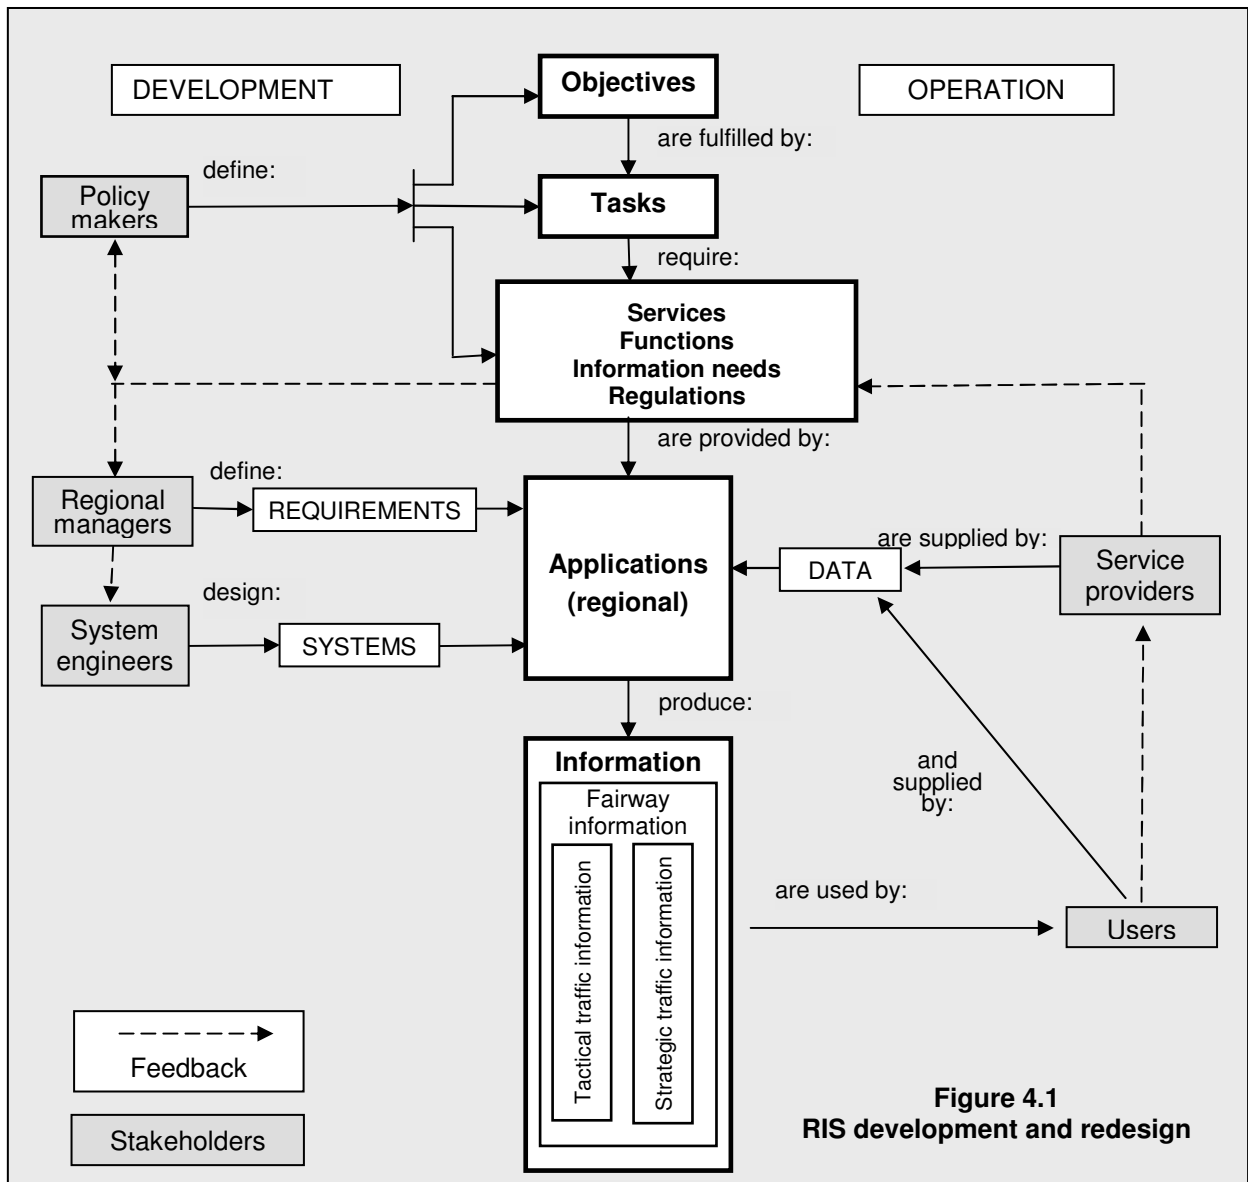 DEVELOPMENT
Objectives
OPERATION
are fulfilled by:
define:
Policy
makers
Tasks
require:
Services
Functions
Information needs
Regulations
are provided by:
define:
Regional
managers
REQUIREMENTS
Applications
(regional)
are supplied by:
DATA
Service
providers
design:
System
engineers
SYSTEMS
produce:
Information
Fairway
information
Tactical traffic information
Strategic traffic information
and
supplied
by:
are used by:
Users
Feedback
Stakeholders
Figure 4.1
RIS development and redesign